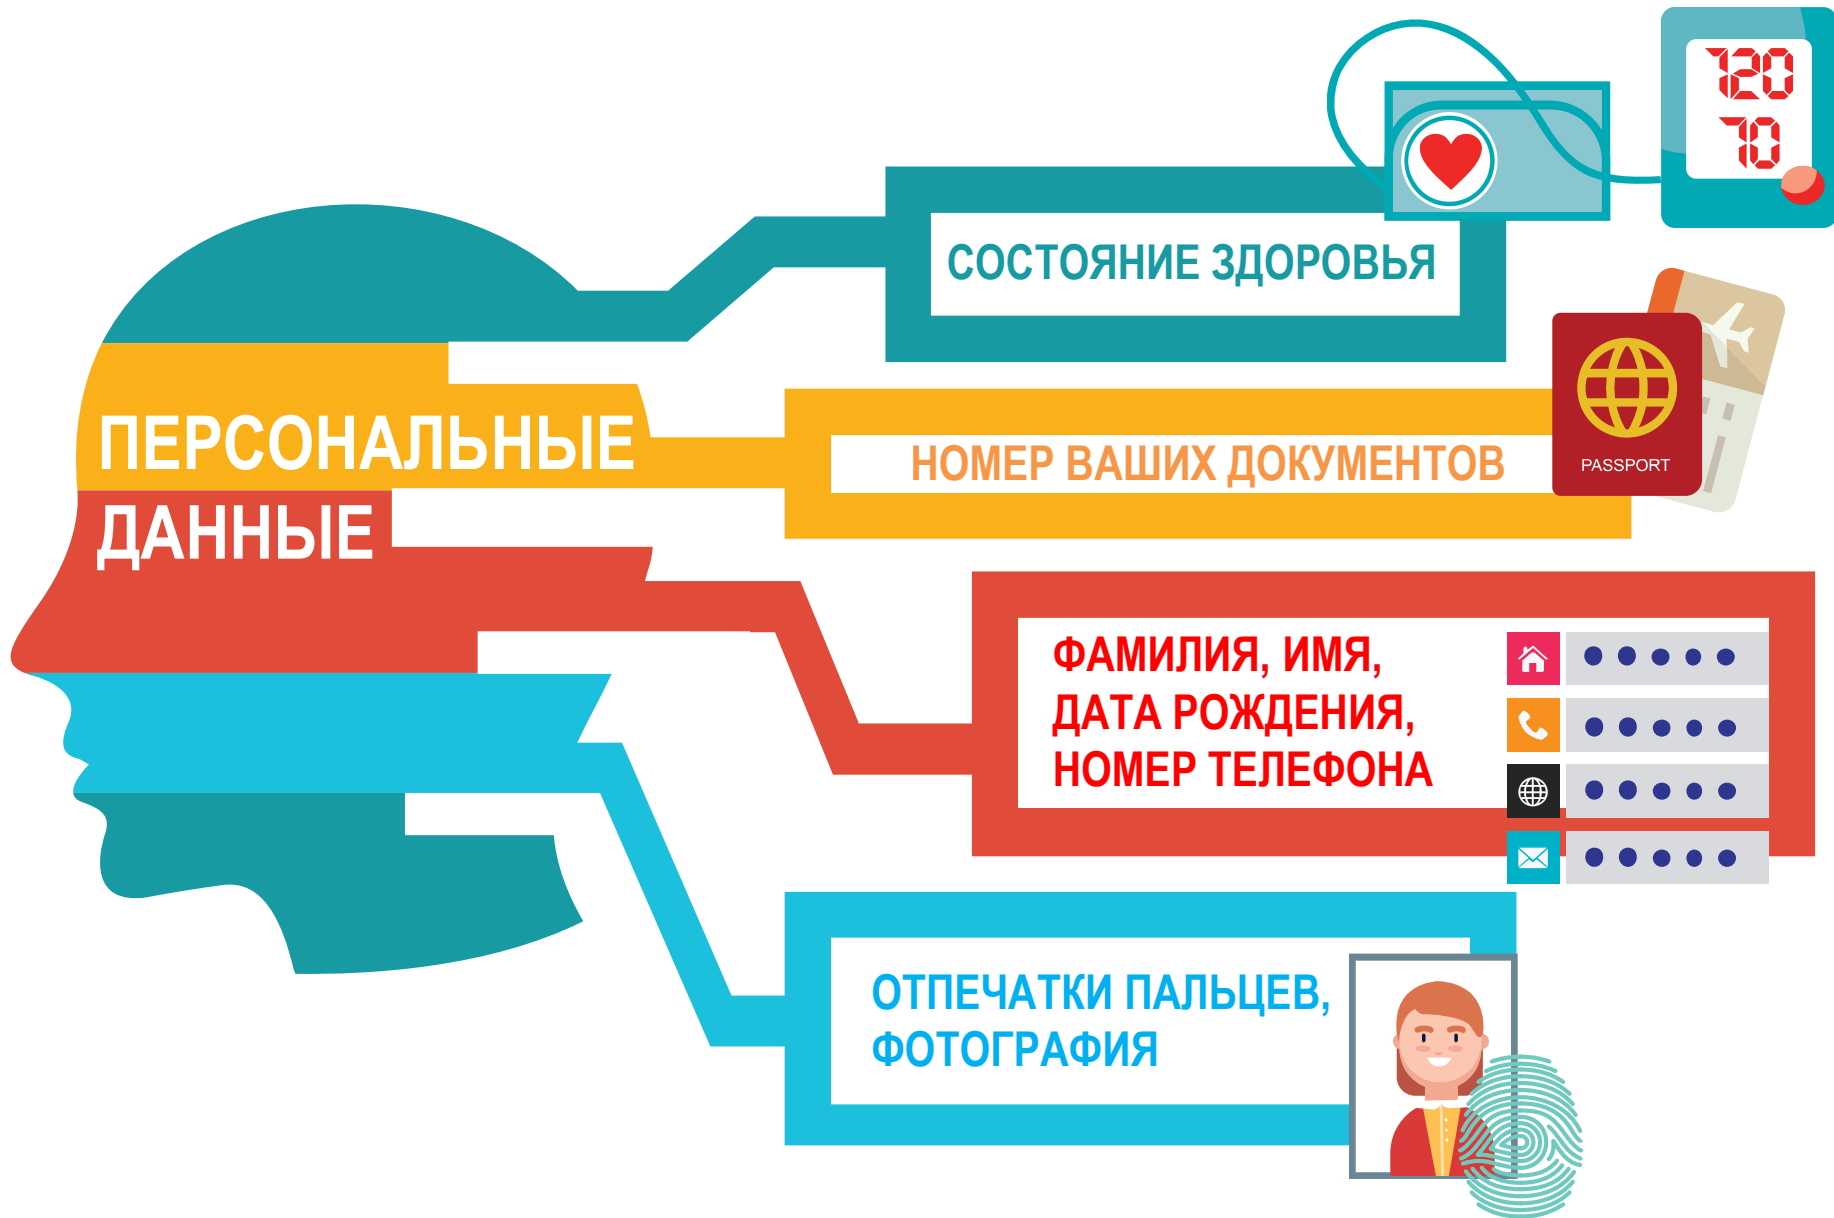 120
70
СОСТОЯНИЕ ЗДОРОВЬЯ
ПЕРСОНАЛЬНЫЕ
ДАННЫЕ
НОМЕР ВАШИХ ДОКУМЕНТОВ
PASSPORT
ФАМИЛИЯ, ИМЯ,
ДАТА РОЖДЕНИЯ,
НОМЕР ТЕЛЕФОНА
ОТПЕЧАТКИ ПАЛЬЦЕВ,
ФОТОГРАФИЯ